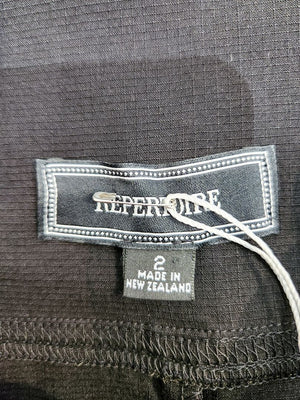 REPERTOIRE
2
MADE IN
NEW ZEALAND